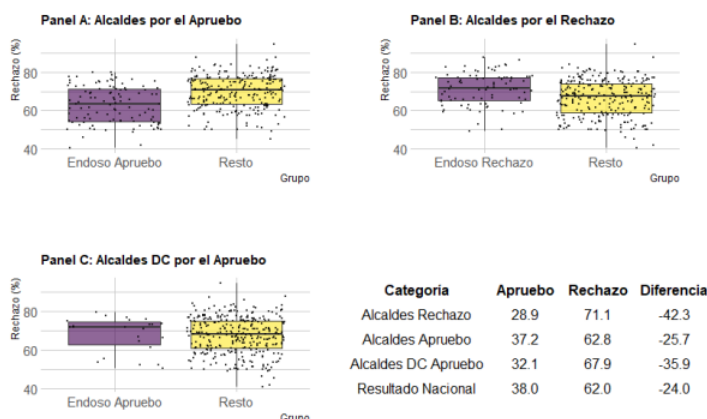 Panel A: Alcaldes por el Apruebo
Rechazo (%)
80
60
40
Endoso Apruebo
Resto
Grupo
Panel B: Alcaldes por el Rechazo
Rechazo (%)
80
60
40
Endoso Rechazo
Resto
Grupo
Panel C: Alcaldes DC por el Apruebo
Rechazo (%)
80
60
40
Endoso Apruebo
Resto
Grupo
Categoría Apruebo Rechazo Diferencia
Alcaldes Rechazo 28.9 71.1 -42.3
Alcaldes Apruebo 37.2 62.8 -25.7
Alcaldes DC Apruebo 32.1 67.9 -35.9
Resultado Nacional 38.0 62.0 -24.0